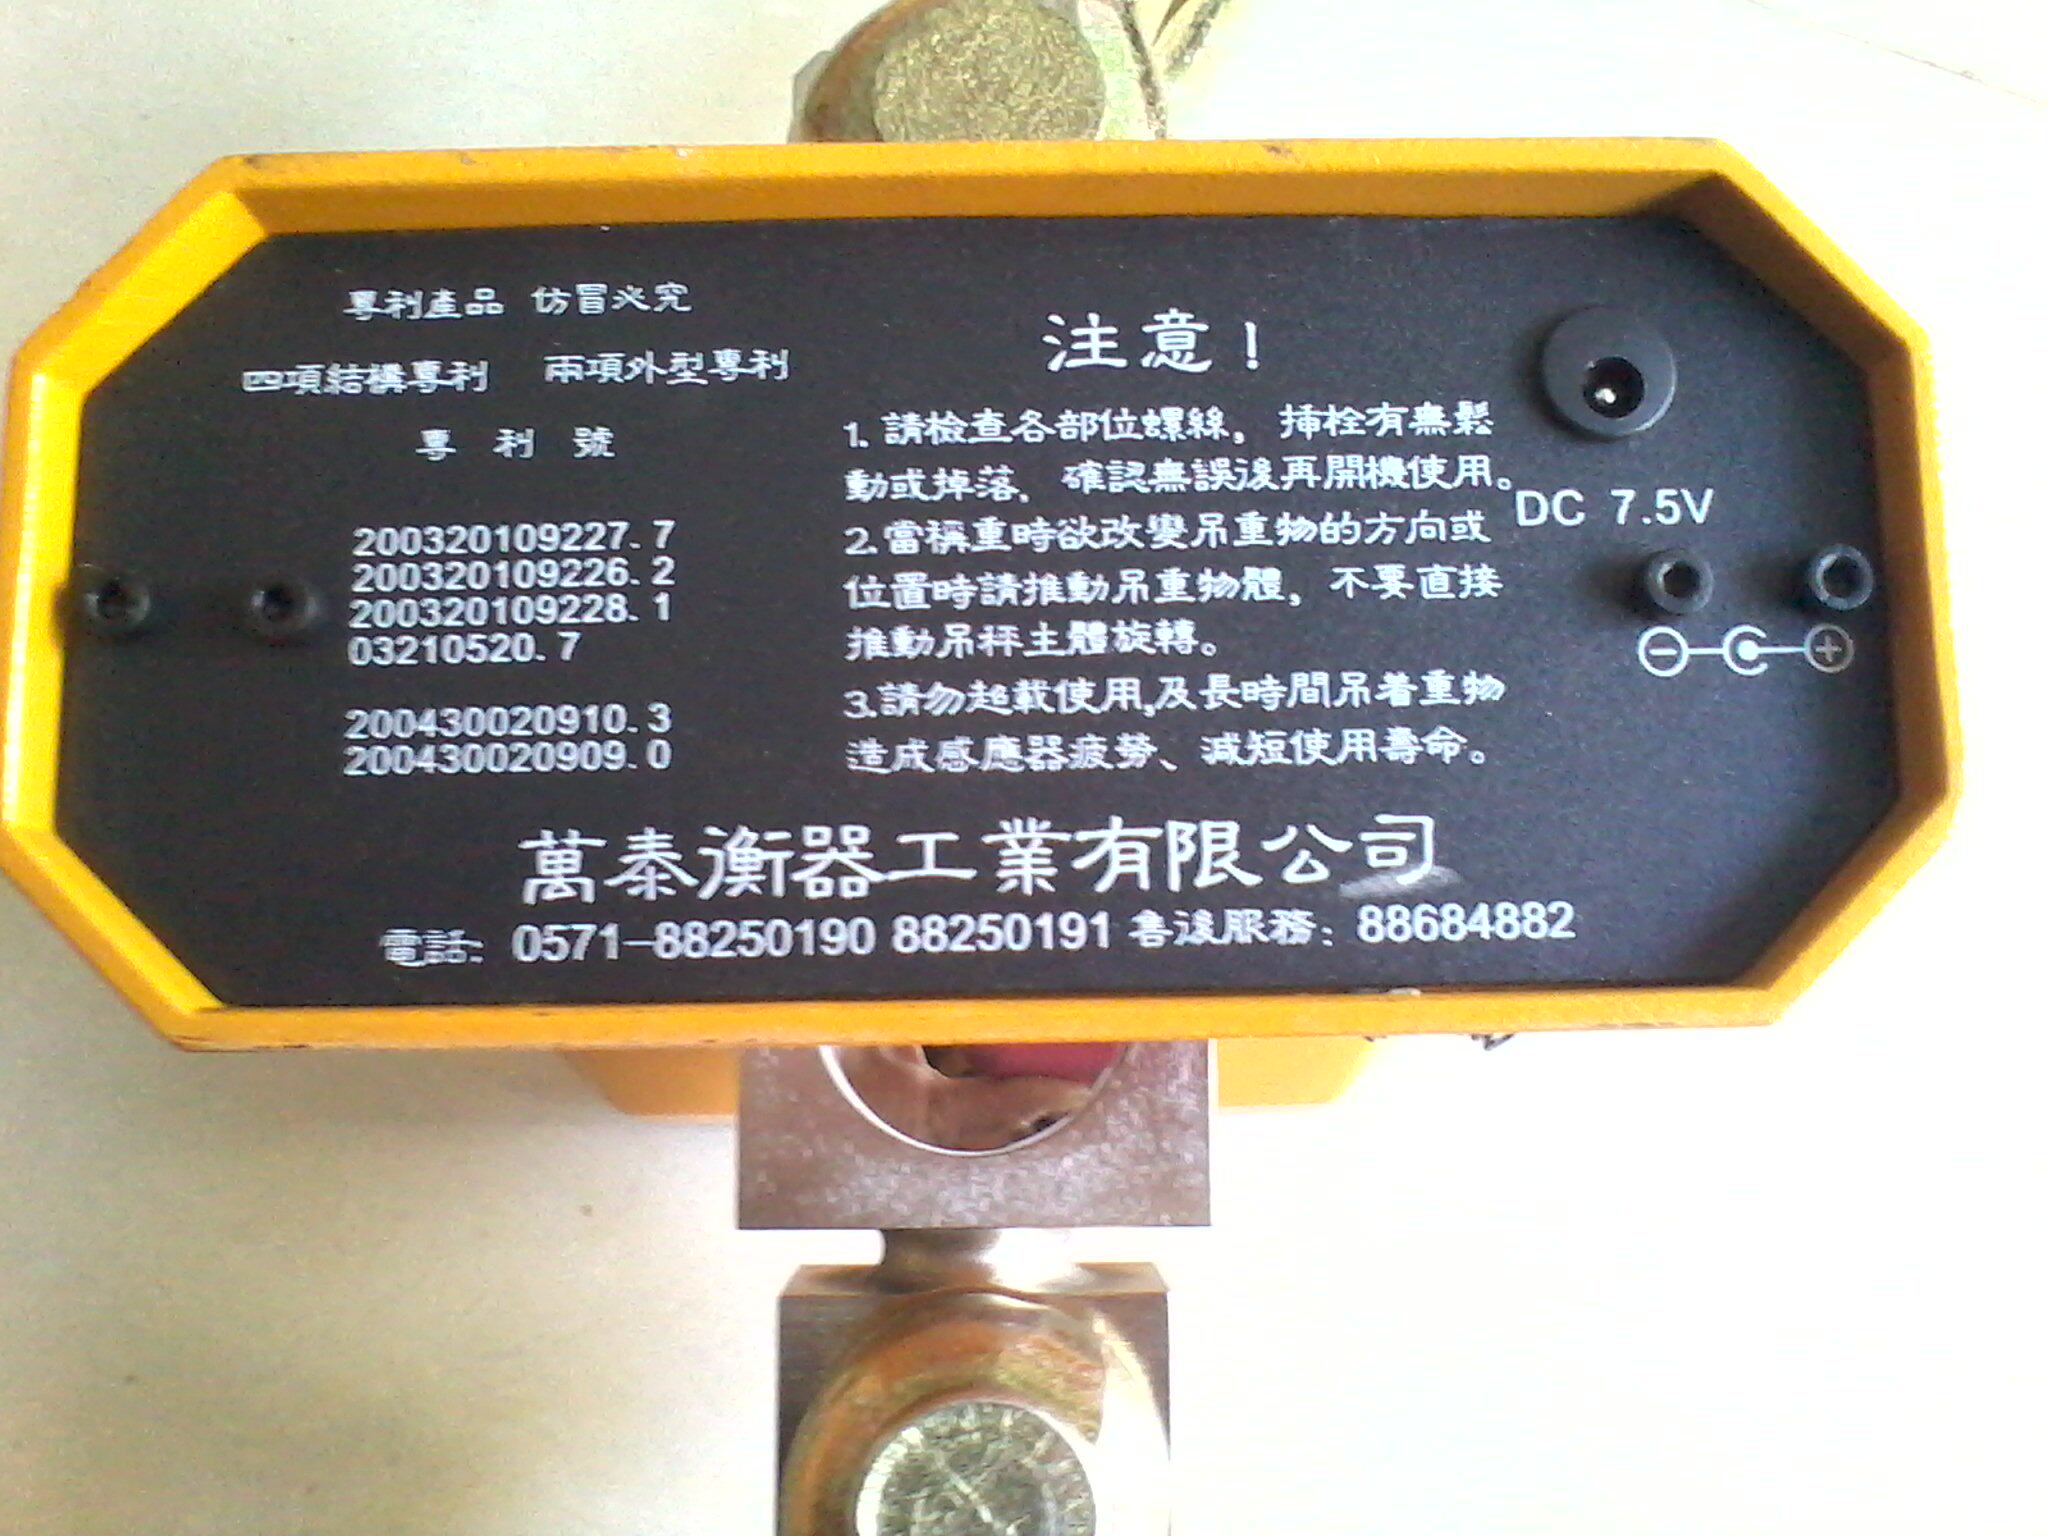 專利產品 仿冒必究
四項結構專利 兩項外型專利
專 利 號
200320109227.7
200320109226.2
200320109228.1
03210520.7
200430020910.3
200430020909.0
注意!
1.請檢查各部位螺絲，插栓有無鬆
動或掉落，確認無誤後再開機使用。
2.當稱重時欲改變吊重物的方向或
位置時請推動吊重物體，不要直接
推動吊秤主體旋轉。
3.請勿超載使用,及長時間吊着重物
造成感應器疲勞、減短使用壽命。
DC 7.5V
萬泰衡器工業有限公司
電話: 0571-88250190 88250191 售後服務: 88684882